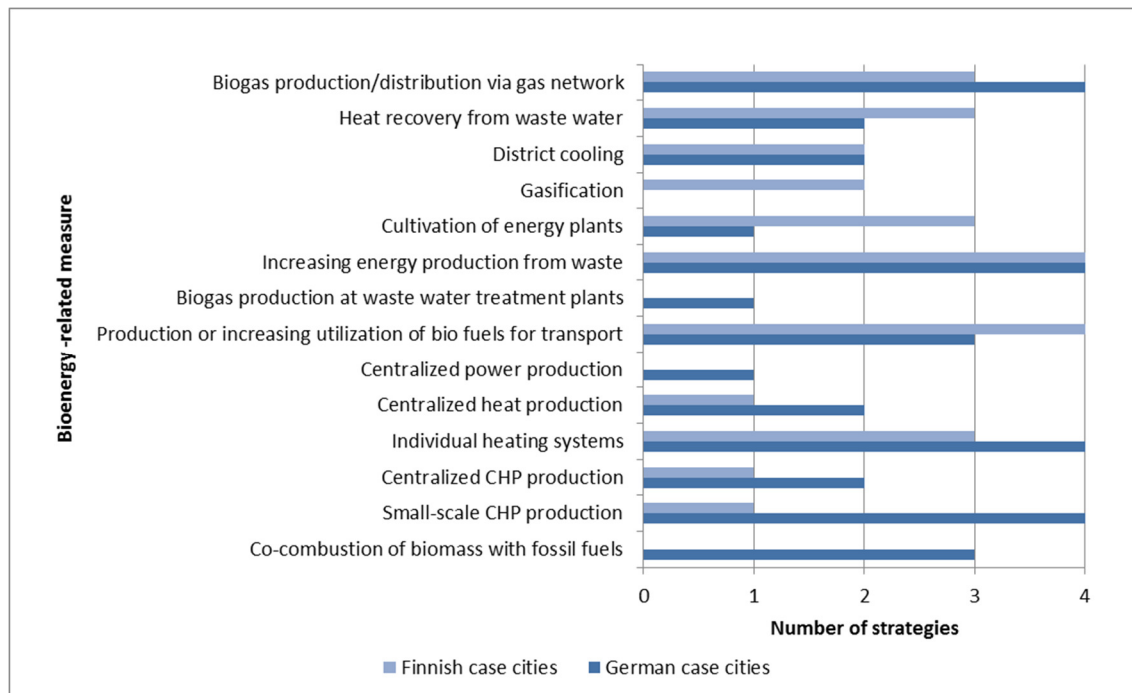 Bioenergy -related measure
Biogas production/distribution via gas network
Heat recovery from waste water
District cooling
Gasification
Cultivation of energy plants
Increasing energy production from waste
Biogas production at waste water treatment plants
Production or increasing utilization of bio fuels for transport
Centralized power production
Centralized heat production
Individual heating systems
Centralized CHP production
Small-scale CHP production
Co-combustion of biomass with fossil fuels
0 1 2 3 4
Number of strategies
Finnish case cities German case cities